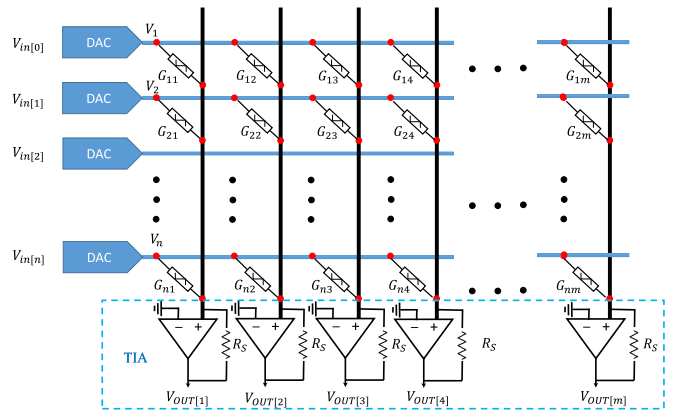 V_in[0] DAC V_1
G_11 G_12 G_13 G_14 G_1m
V_in[1] DAC V_2
G_21 G_22 G_23 G_24 G_2m
V_in[2] DAC
V_n
V_in[n] DAC
G_n1 G_n2 G_n3 G_n4 G_nm
− + − + − + − + − +
TIA R_S R_S R_S R_S R_S
V_OUT[1] V_OUT[2] V_OUT[3] V_OUT[4] V_OUT[m]